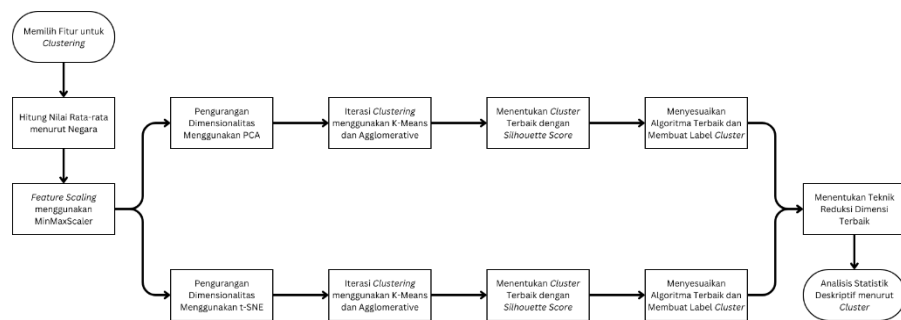 Memilih Fitur untuk
Clustering
Hitung Nilai Rata-rata
menurut Negara
Feature Scaling
menggunakan
MinMaxScaler
Pengurangan
Dimensionalitas
Menggunakan PCA
Iterasi Clustering
menggunakan K-Means
dan Agglomerative
Menentukan Cluster
Terbaik dengan
Silhouette Score
Menyesuaikan
Algoritma Terbaik dan
Membuat Label Cluster
Pengurangan
Dimensionalitas
Menggunakan t-SNE
Iterasi Clustering
menggunakan K-Means
dan Agglomerative
Menentukan Cluster
Terbaik dengan
Silhouette Score
Menyesuaikan
Algoritma Terbaik dan
Membuat Label Cluster
Menentukan Teknik
Reduksi Dimensi
Terbaik
Analisis Statistik
Deskriptif menurut
Cluster